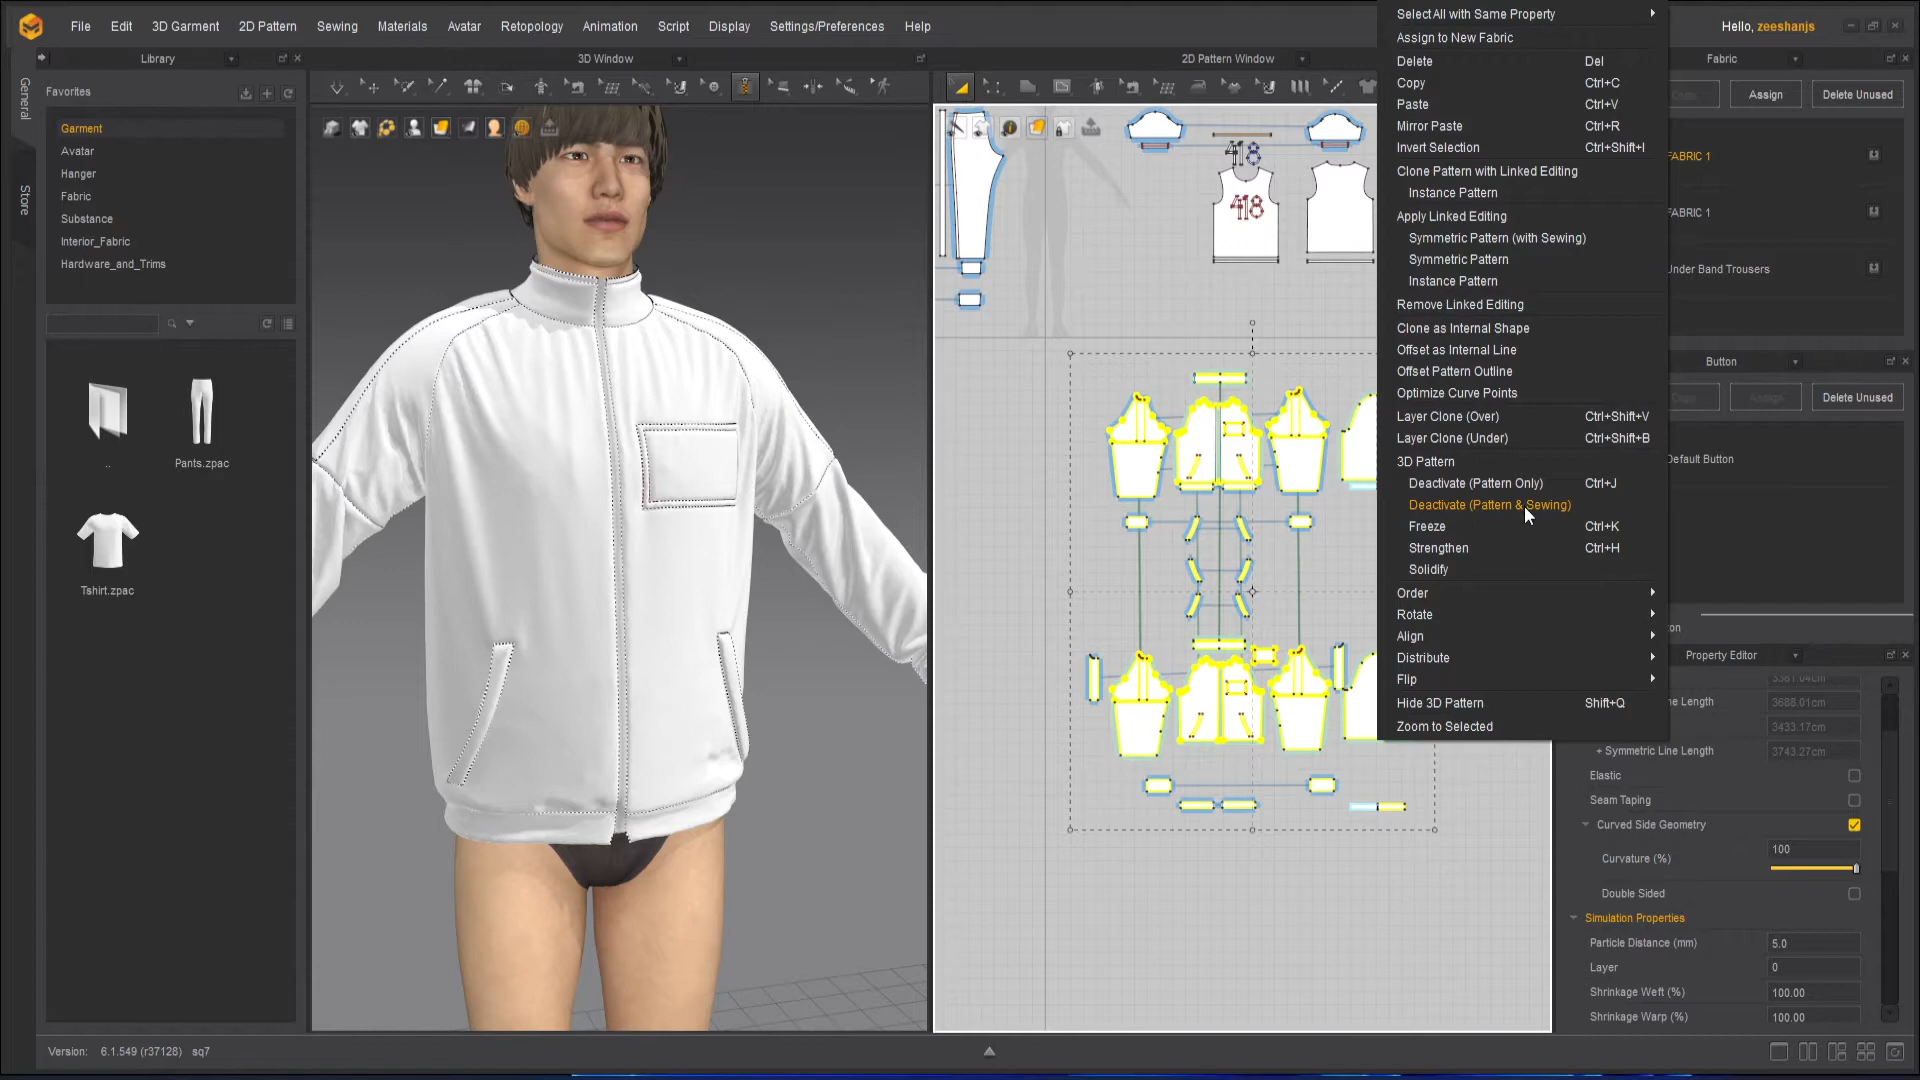 File Edit 3D Garment 2D Pattern Sewing Materials Avatar Retopology Animation Script Display Settings/Preferences Help
Hello, zeeshanjs
General
Store
Library
Favorites
Garment
Avatar
Hanger
Fabric
Substance
Interior_Fabric
Hardware_and_Trims
..
Pants.zpac
Tshirt.zpac
3D Window
2D Pattern Window
418
418
Select All with Same Property
Assign to New Fabric
Delete Del
Copy Ctrl+C
Paste Ctrl+V
Mirror Paste Ctrl+R
Invert Selection Ctrl+Shift+I
Clone Pattern with Linked Editing
Instance Pattern
Apply Linked Editing
Symmetric Pattern (with Sewing)
Symmetric Pattern
Instance Pattern
Remove Linked Editing
Clone as Internal Shape
Offset as Internal Line
Offset Pattern Outline
Optimize Curve Points
Layer Clone (Over) Ctrl+Shift+V
Layer Clone (Under) Ctrl+Shift+B
3D Pattern
Deactivate (Pattern Only) Ctrl+J
Deactivate (Pattern & Sewing)
Freeze Ctrl+K
Strengthen Ctrl+H
Solidify
Order
Rotate
Align
Distribute
Flip
Hide 3D Pattern Shift+Q
Zoom to Selected
Fabric
Copy Assign Delete Unused
FABRIC 1
FABRIC 1
Under Band Trousers
Button
Copy Assign Delete Unused
Default Button
Property Editor
3361.04cm
3688.01cm
3433.17cm
+ Symmetric Line Length 3743.27cm
Elastic
Seam Taping
Curved Side Geometry
Curvature (%) 100
Double Sided
Simulation Properties
Particle Distance (mm) 5.0
Layer 0
Shrinkage Weft (%) 100.00
Shrinkage Warp (%) 100.00
Version: 6.1.549 (r37128) sq7